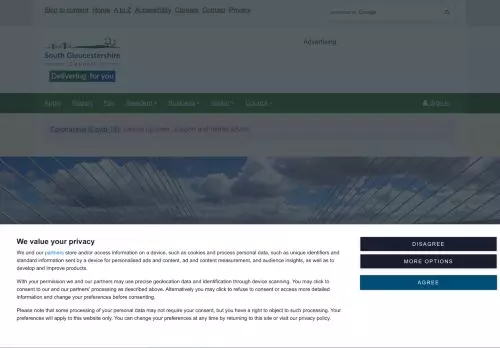 Skip to content Home A to Z Accessibility Careers Contact Privacy
Google
Advertising
South Gloucestershire
Council
Delivering for you
Apply Report Pay Resident Business Council
Sign in
Coronavirus (Covid-19): service updates, support and health advice
We value your privacy
We and our partners store and/or access information on a device, such as cookies and process personal data, such as unique identifiers and
standard information sent by a device for personalised ads and content, ad and content measurement, and audience insights, as well as to
develop and improve products.
With your permission we and our partners may use precise geolocation data and identification through device scanning. You may click to
consent to our and our partners' processing as described above. Alternatively you may click to refuse to consent or access more detailed
information and change your preferences before consenting.
Please note that some processing of your personal data may not require your consent, but you have a right to object to such processing. Your
preferences will apply to this website only. You can change your preferences at any time by returning to this site or visit our privacy policy.
DISAGREE
MORE OPTIONS
AGREE